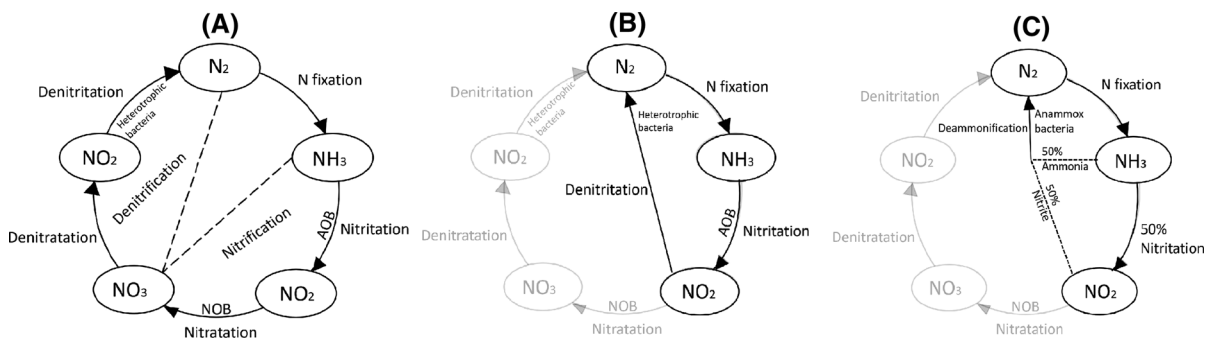 (A)
N2
N fixation
NH3
AOB
Nitritation
NO2
NOB
Nitratation
NO3
Denitratation
NO2
Denitritation
Heterotrophic
bacteria
Denitrification
Nitrification
(B)
N2
N fixation
NH3
AOB
Nitritation
NO2
NOB
Nitratation
NO3
Denitratation
NO2
Denitritation
Heterotrophic
bacteria
Heterotrophic
bacteria
Denitritation
(C)
N2
N fixation
NH3
50%
Nitritation
NO2
NOB
Nitratation
NO3
Denitratation
NO2
Denitritation
Deammonification
Anammox
bacteria
50%
Ammonia
50%
Nitrite